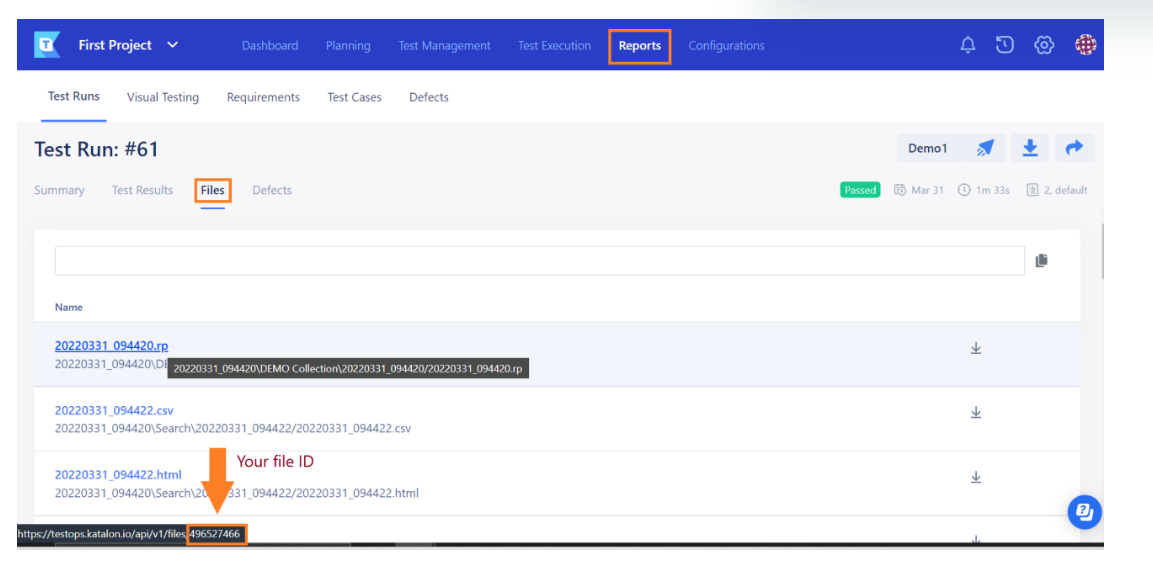 T First Project Dashboard Planning Test Management Test Execution Reports Configurations
Test Runs Visual Testing Requirements Test Cases Defects
Test Run: #61 Demo1
Summary Test Results Files Defects Passed Mar 31 1m 33s 2, default
Name
20220331_094420.rp
20220331_094420\DE
20220331_094420\DEMO Collection\20220331_094420/20220331_094420.rp
20220331_094422.csv
20220331_094420\Search\20220331_094422/20220331_094422.csv
Your file ID
20220331_094422.html
20220331_094420\Search\20 331_094422/20220331_094422.html
https://testops.katalon.io/api/v1/files/496527466